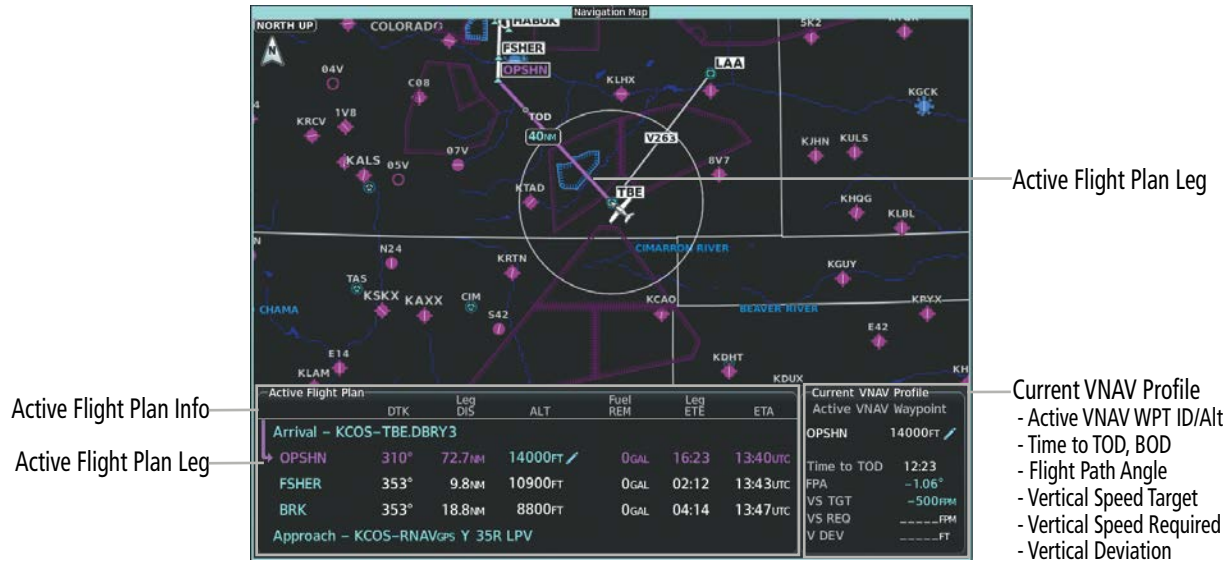 Navigation Map
NORTH UP
N
COLORADO
HABUK
5K2
FSHER
OPSHN
LAA
04V
C08
KLHX
KGCK
4
1V8
KRCV
TOD
40NM
V263
KJHN
KULS
KALS
05V
07V
8V7
KTAD
TBE
KHQG
KLBL
Active Flight Plan Leg
N
N24
CIMARRON RIVER
KRTN
KGUY
TAS
KSKX
KAXX
CIM
CHAMA
S42
KCAO
BEAVER RIVER
KPYX
E42
E14
KLAM
KDHT
KDUX
KH
Active Flight Plan Info
Active Flight Plan Leg
Active Flight Plan
DTK Leg DIS ALT Fuel REM Leg ETE ETA
Arrival – KCOS–TBE.DBRY3
OPSHN 310° 72.7NM 14000FT 0GAL 16:23 13:40UTC
FSHER 353° 9.8NM 10900FT 0GAL 02:12 13:43UTC
BRK 353° 18.8NM 8800FT 0GAL 04:14 13:47UTC
Approach – KCOS–RNAVGPS Y 35R LPV
Current VNAV Profile
Active VNAV Waypoint
OPSHN 14000FT
Time to TOD 12:23
FPA –1.06°
VS TGT –500FPM
VS REQ _____FPM
V DEV _____FT
Current VNAV Profile
- Active VNAV WPT ID/Alt
- Time to TOD, BOD
- Flight Path Angle
- Vertical Speed Target
- Vertical Speed Required
- Vertical Deviation